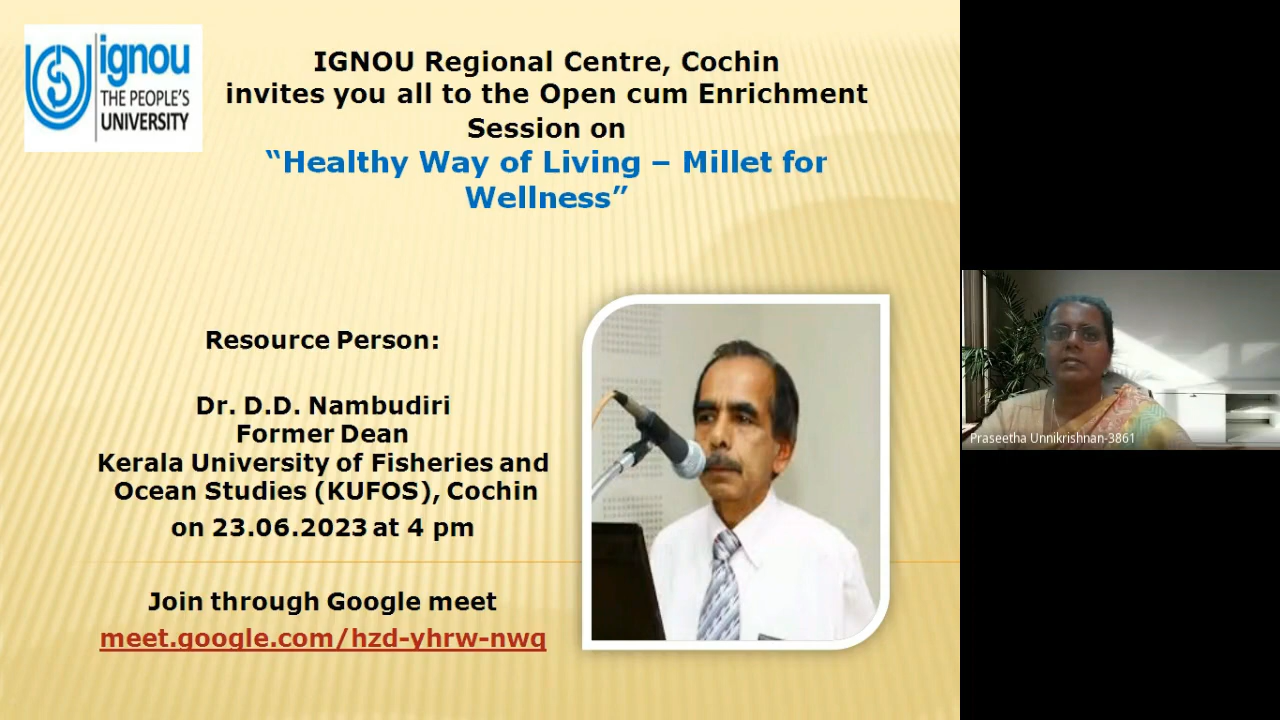 ignou
THE PEOPLE'S
UNIVERSITY
IGNOU Regional Centre, Cochin
invites you all to the Open cum Enrichment
Session on
“Healthy Way of Living – Millet for
Wellness”
Resource Person:
Dr. D.D. Nambudiri
Former Dean
Kerala University of Fisheries and
Ocean Studies (KUFOS), Cochin
on 23.06.2023 at 4 pm
Join through Google meet
meet.google.com/hzd-yhrw-nwq
Praseetha Unnikrishnan-3861